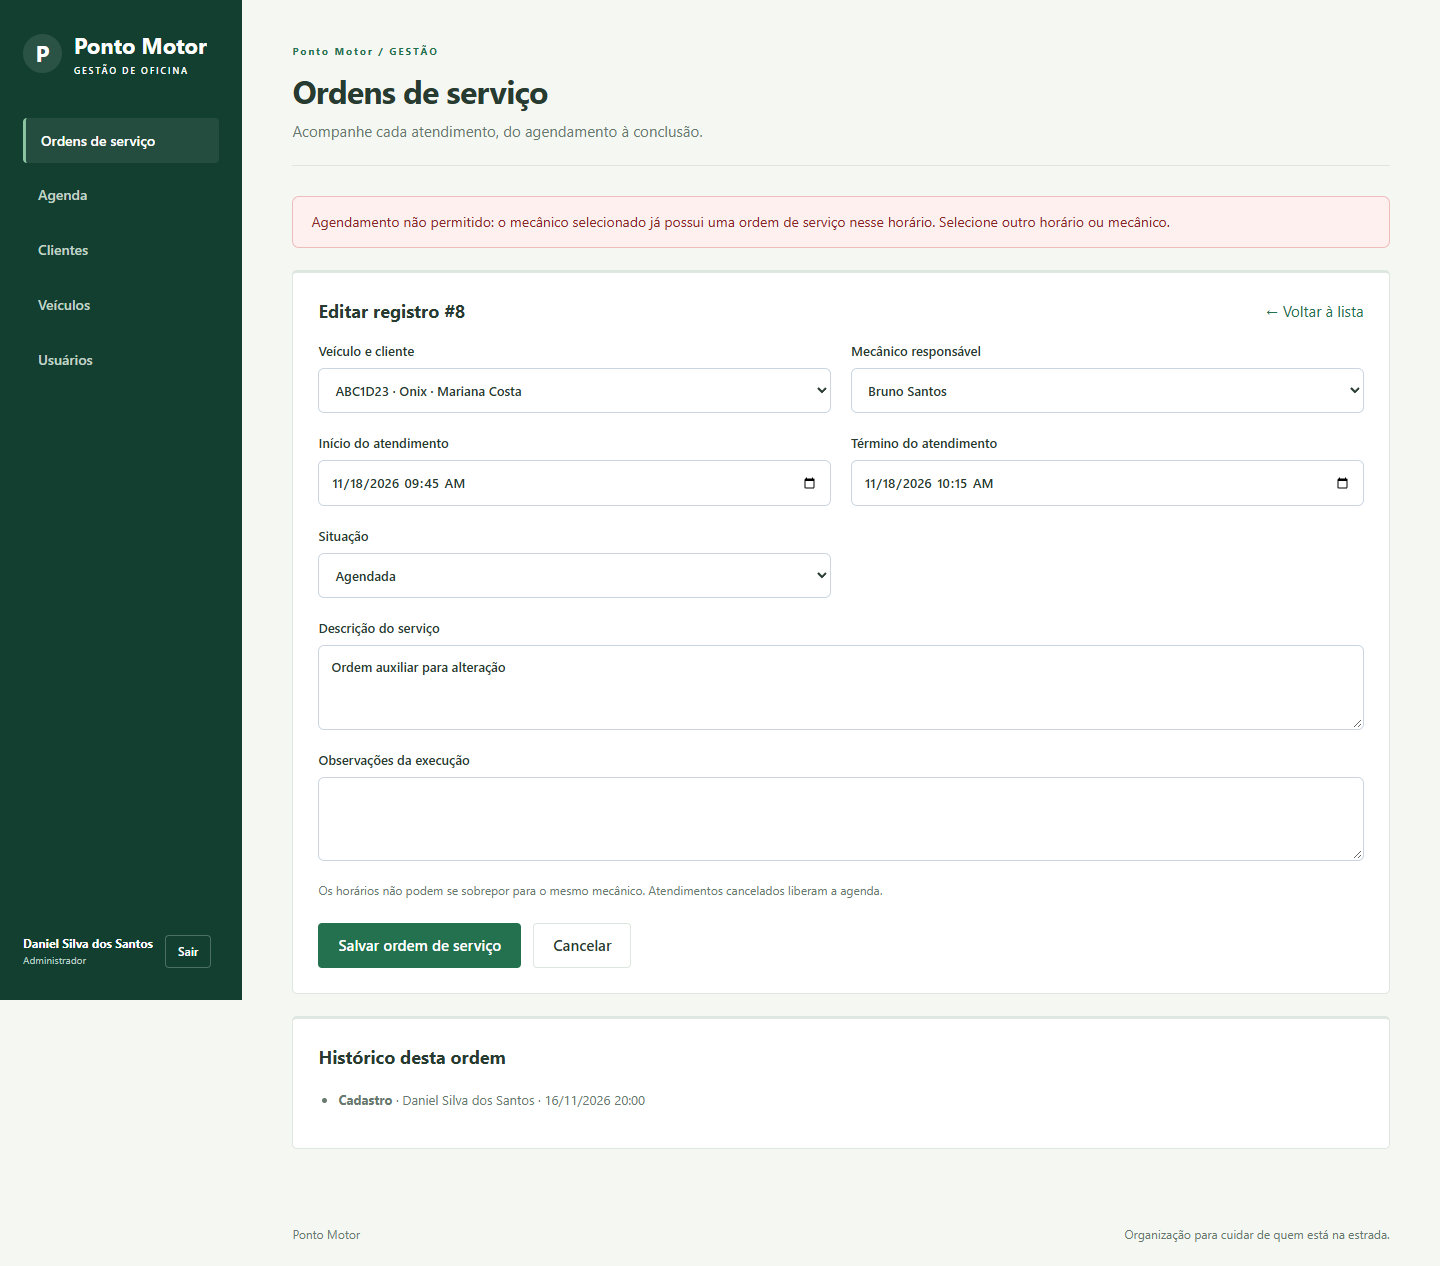 P
Ponto Motor
GESTÃO DE OFICINA
Ordens de serviço
Agenda
Clientes
Veículos
Usuários
Daniel Silva dos Santos
Administrador
Sair
Ponto Motor / GESTÃO
Ordens de serviço
Acompanhe cada atendimento, do agendamento à conclusão.
Agendamento não permitido: o mecânico selecionado já possui uma ordem de serviço nesse horário. Selecione outro horário ou mecânico.
Editar registro #8
← Voltar à lista
Veículo e cliente
ABC1D23 · Onix · Mariana Costa
Mecânico responsável
Bruno Santos
Início do atendimento
11/18/2026 09:45 AM
Término do atendimento
11/18/2026 10:15 AM
Situação
Agendada
Descrição do serviço
Ordem auxiliar para alteração
Observações da execução
Os horários não podem se sobrepor para o mesmo mecânico. Atendimentos cancelados liberam a agenda.
Salvar ordem de serviço
Cancelar
Histórico desta ordem
• Cadastro · Daniel Silva dos Santos · 16/11/2026 20:00
Ponto Motor
Organização para cuidar de quem está na estrada.